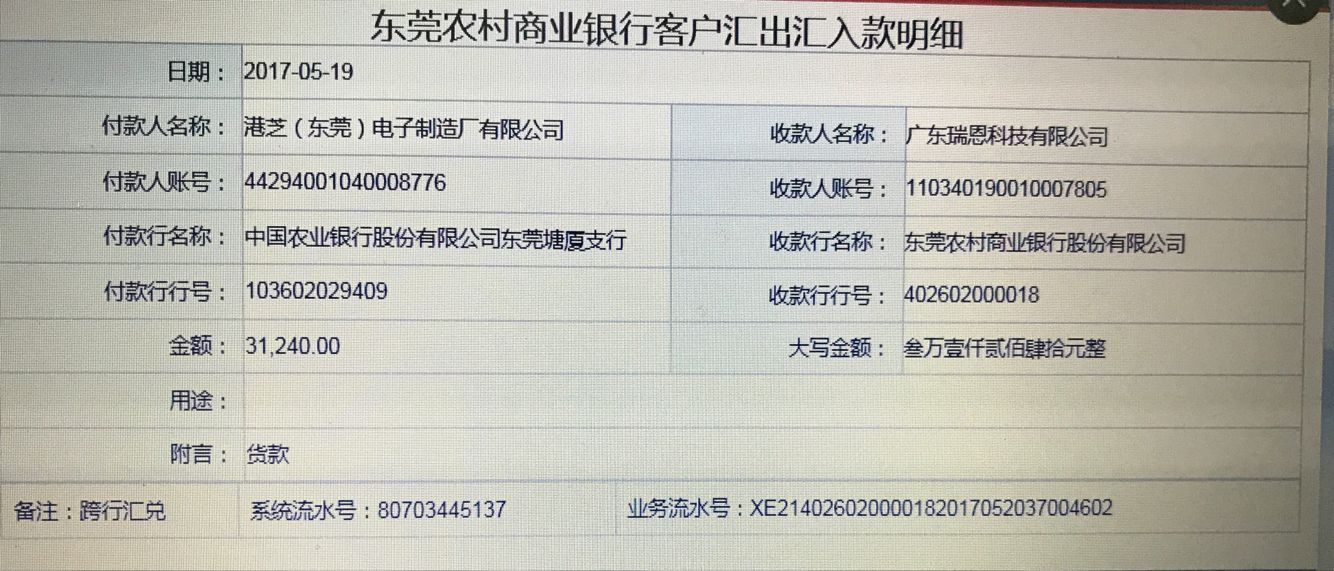 东莞农村商业银行客户汇出汇入款明细
日期： 2017-05-19
付款人名称： 港芝（东莞）电子制造厂有限公司 收款人名称： 广东瑞恩科技有限公司
付款人账号： 44294001040008776 收款人账号： 110340190010007805
付款行名称： 中国农业银行股份有限公司东莞塘厦支行 收款行名称： 东莞农村商业银行股份有限公司
付款行行号： 103602029409 收款行行号： 402602000018
金额： 31,240.00 大写金额： 叁万壹仟贰佰肆拾元整
用途：
附言： 货款
备注：跨行汇兑 系统流水号：80703445137 业务流水号：XE21402602000018201705203700​4602